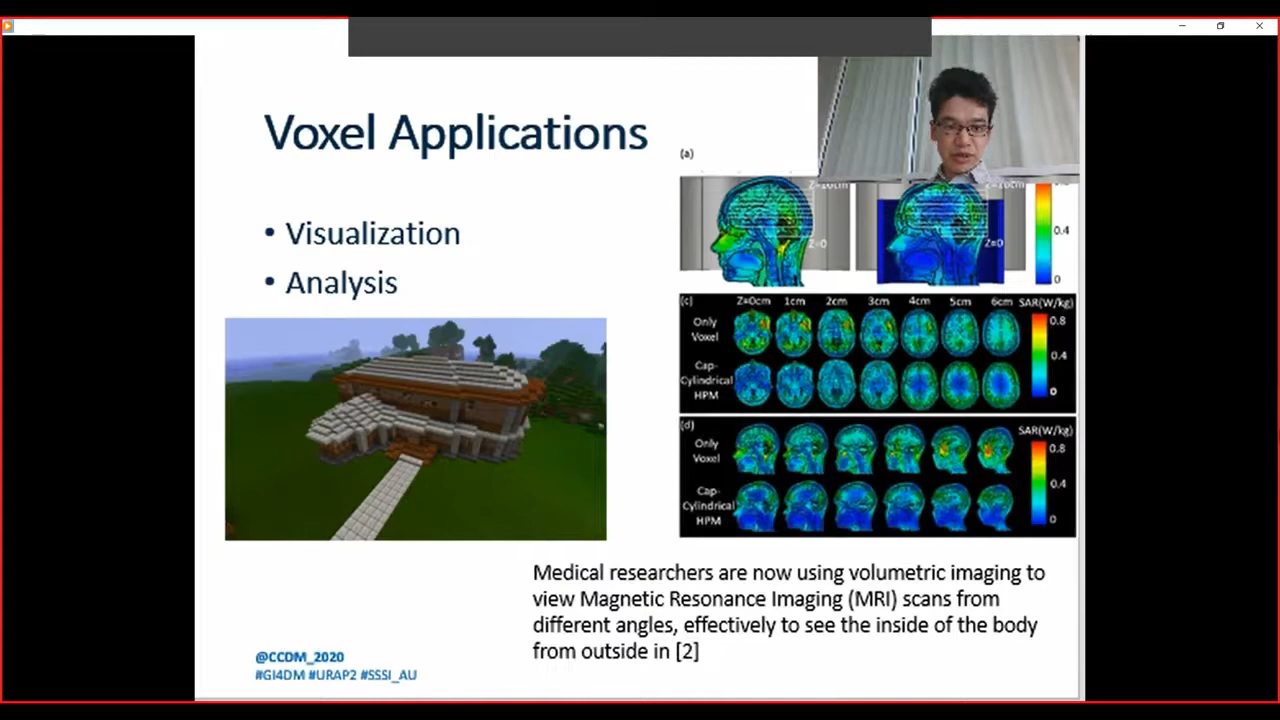 Voxel Applications
• Visualization
• Analysis
(a)
Z=0
Z=0
0.4
0
(c)
Z=0cm 1cm 2cm 3cm 4cm 5cm 6cm SAR(W/kg)
Only
Voxel
Cap-
Cylindrical
HPM
0.8
0.4
0
(d)
SAR(W/kg)
Only
Voxel
Cap-
Cylindrical
HPM
0.8
0.4
0
Medical researchers are now using volumetric imaging to
view Magnetic Resonance Imaging (MRI) scans from
different angles, effectively to see the inside of the body
from outside in [2]
@CCDM_2020
#GI4DM #URAP2 #SSSI_AU